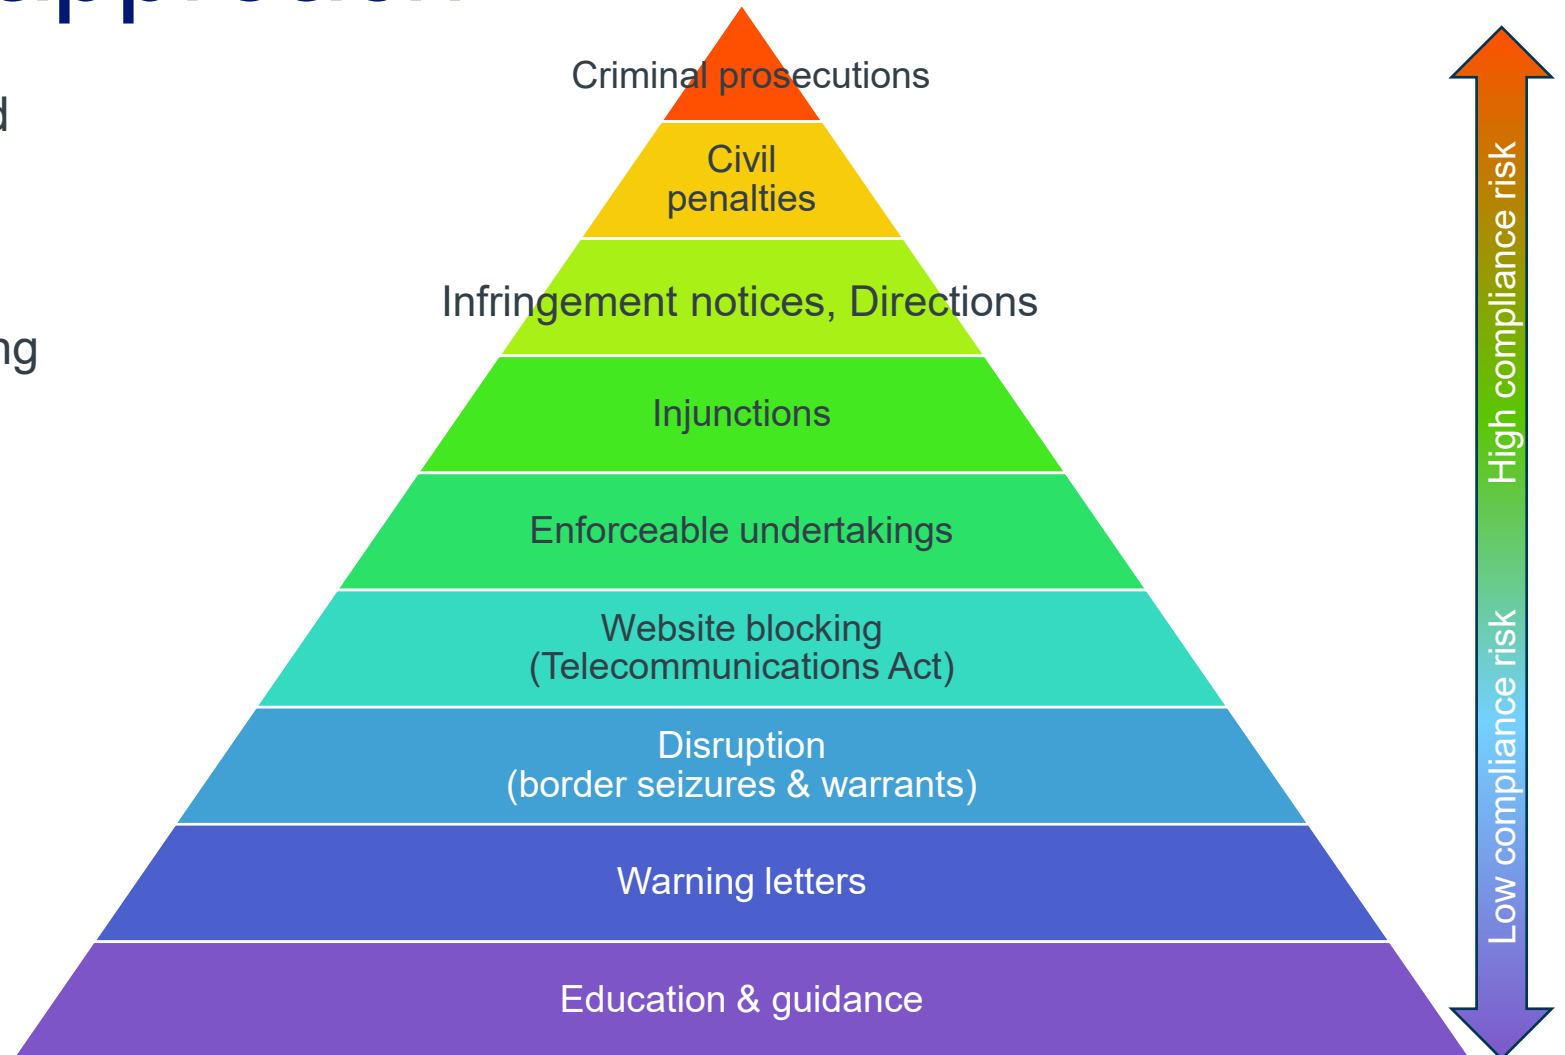 Criminal prosecutions
Civil
penalties
Infringement notices, Directions
Injunctions
Enforceable undertakings
Website blocking
(Telecommunications Act)
Disruption
(border seizures & warrants)
Warning letters
Education & guidance
High compliance risk
Low compliance risk